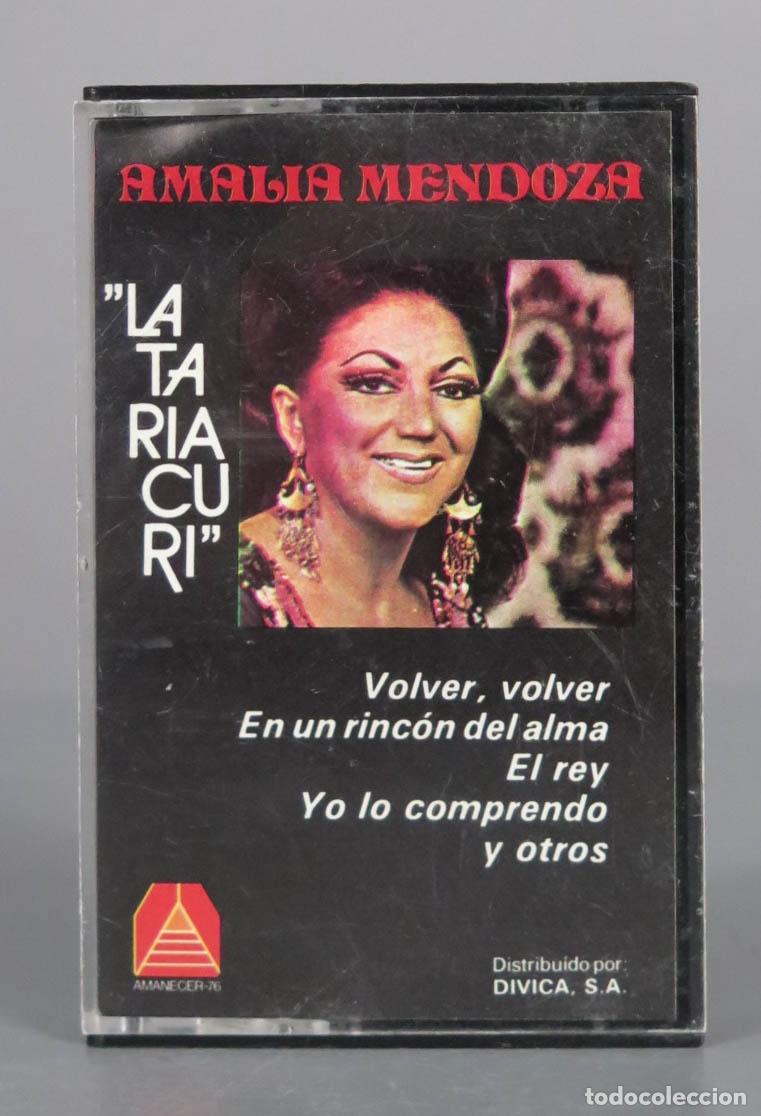 AMALIA MENDOZA
"LA
TA
RIA
CU
RI"
Volver, volver
En un rincón del alma
El rey
Yo lo comprendo
y otros
AMANECER-76
Distribuído por:
DIVICA, S.A.
todocoleccion